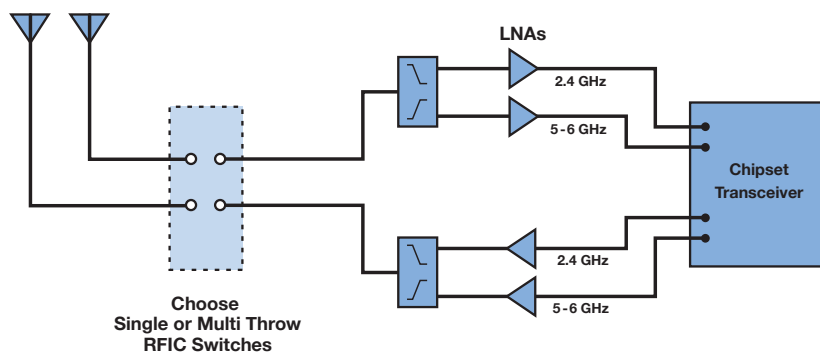 LNAs
2.4 GHz
5-6 GHz
Chipset
Transceiver
2.4 GHz
5-6 GHz
Choose
Single or Multi Throw
RFIC Switches